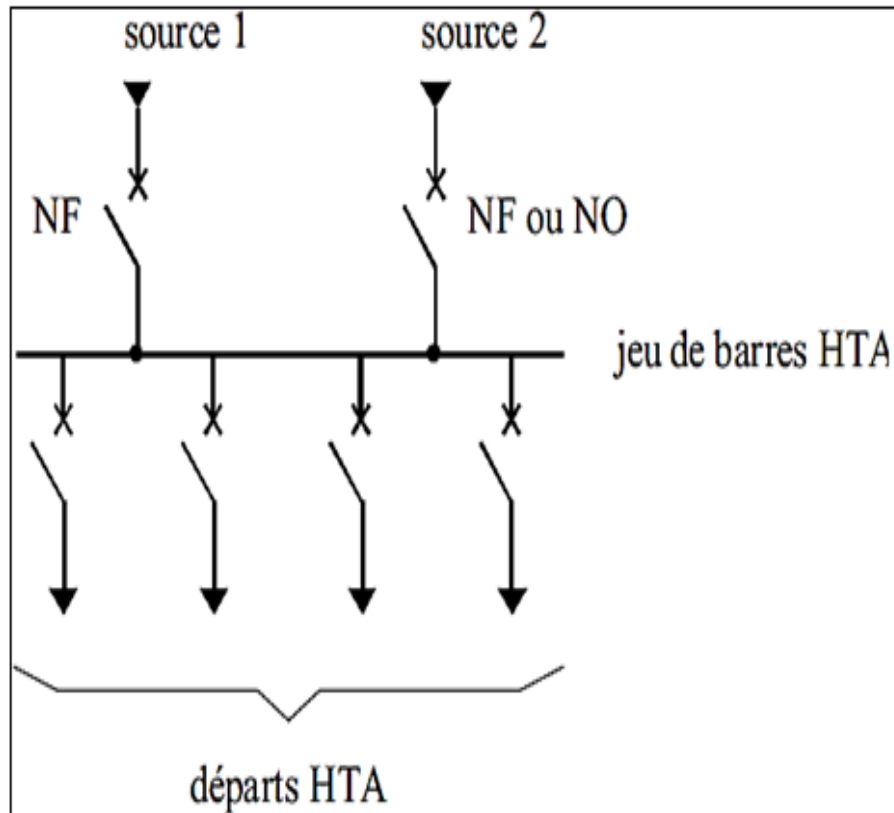 source 1
source 2
NF
NF ou NO
jeu de barres HTA
départs HTA